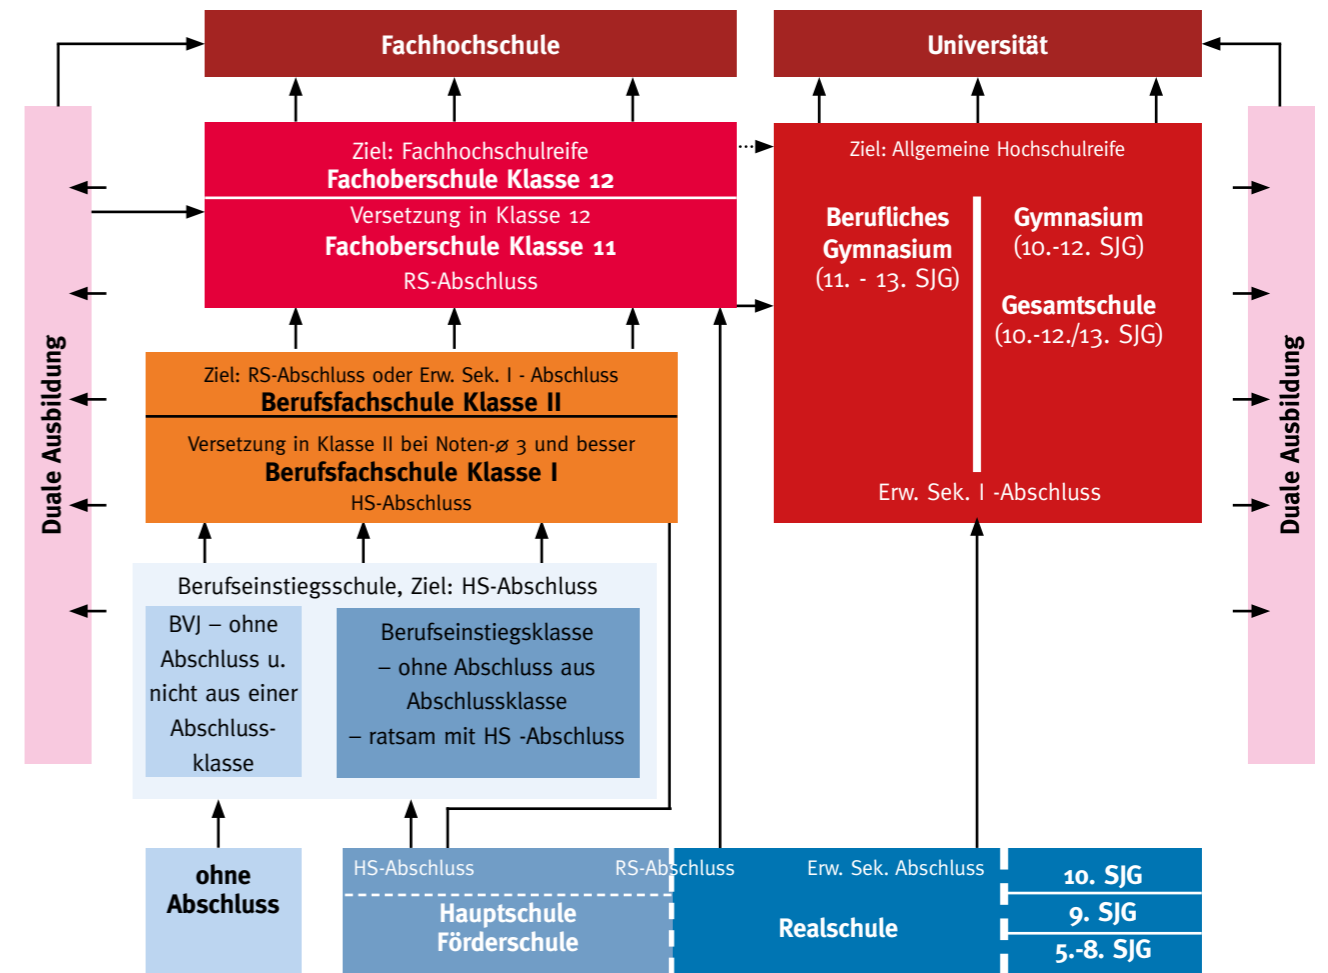 Fachhochschule
Universität
Duale Ausbildung
Ziel: Fachhochschulreife
Fachoberschule Klasse 12
Versetzung in Klasse 12
Fachoberschule Klasse 11
RS-Abschluss
Ziel: Allgemeine Hochschulreife
Berufliches
Gymnasium
(11. - 13. SJG)
Gymnasium
(10.-12. SJG)
Gesamtschule
(10.-12./13. SJG)
Erw. Sek. I -Abschluss
Duale Ausbildung
Ziel: RS-Abschluss oder Erw. Sek. I - Abschluss
Berufsfachschule Klasse II
Versetzung in Klasse II bei Noten-ø 3 und besser
Berufsfachschule Klasse I
HS-Abschluss
Berufseinstiegsschule, Ziel: HS-Abschluss
BVJ – ohne
Abschluss u.
nicht aus einer
Abschluss-
klasse
Berufseinstiegsklasse
– ohne Abschluss aus
Abschlussklasse
– ratsam mit HS -Abschluss
ohne
Abschluss
HS-Abschluss
RS-Abschluss
Erw. Sek. Abschluss
Hauptschule
Förderschule
Realschule
10. SJG
9. SJG
5.-8. SJG